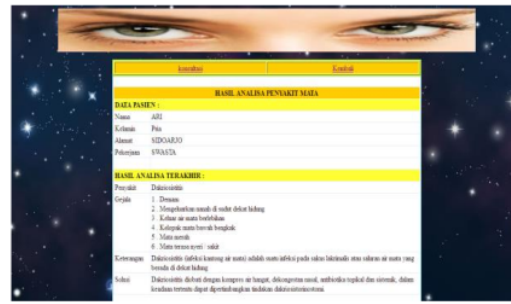 konsultasi Kembali
HASIL ANALISA PENYAKIT MATA
DATA PASIEN :
Nama ARI
Kelamin Pria
Alamat SIDOARJO
Pekerjaan SWASTA
HASIL ANALISA TERAKHIR :
Penyakit Dakriosistitis
Gejala 1 . Demam
2 . Mengeluarkan nanah di sudut dekat hidung
3 . Keluar air mata berlebihan
4 . Kelopak mata bawah bengkak
5 . Mata merah
6 . Mata terasa nyeri / sakit
Keterangan Dakriosistitis (infeksi kantong air mata) adalah suatu infeksi pada sakus lakrimalis atau saluran air mata yang
berada di dekat hidung
Solusi Dakriosistitis diobati dengan kompres air hangat, dekongestan nasal, antibiotika topikal dan sistemik, dalam
keadaan tertentu dapat dipertimbangkan tindakan dakriosistorinostomi.